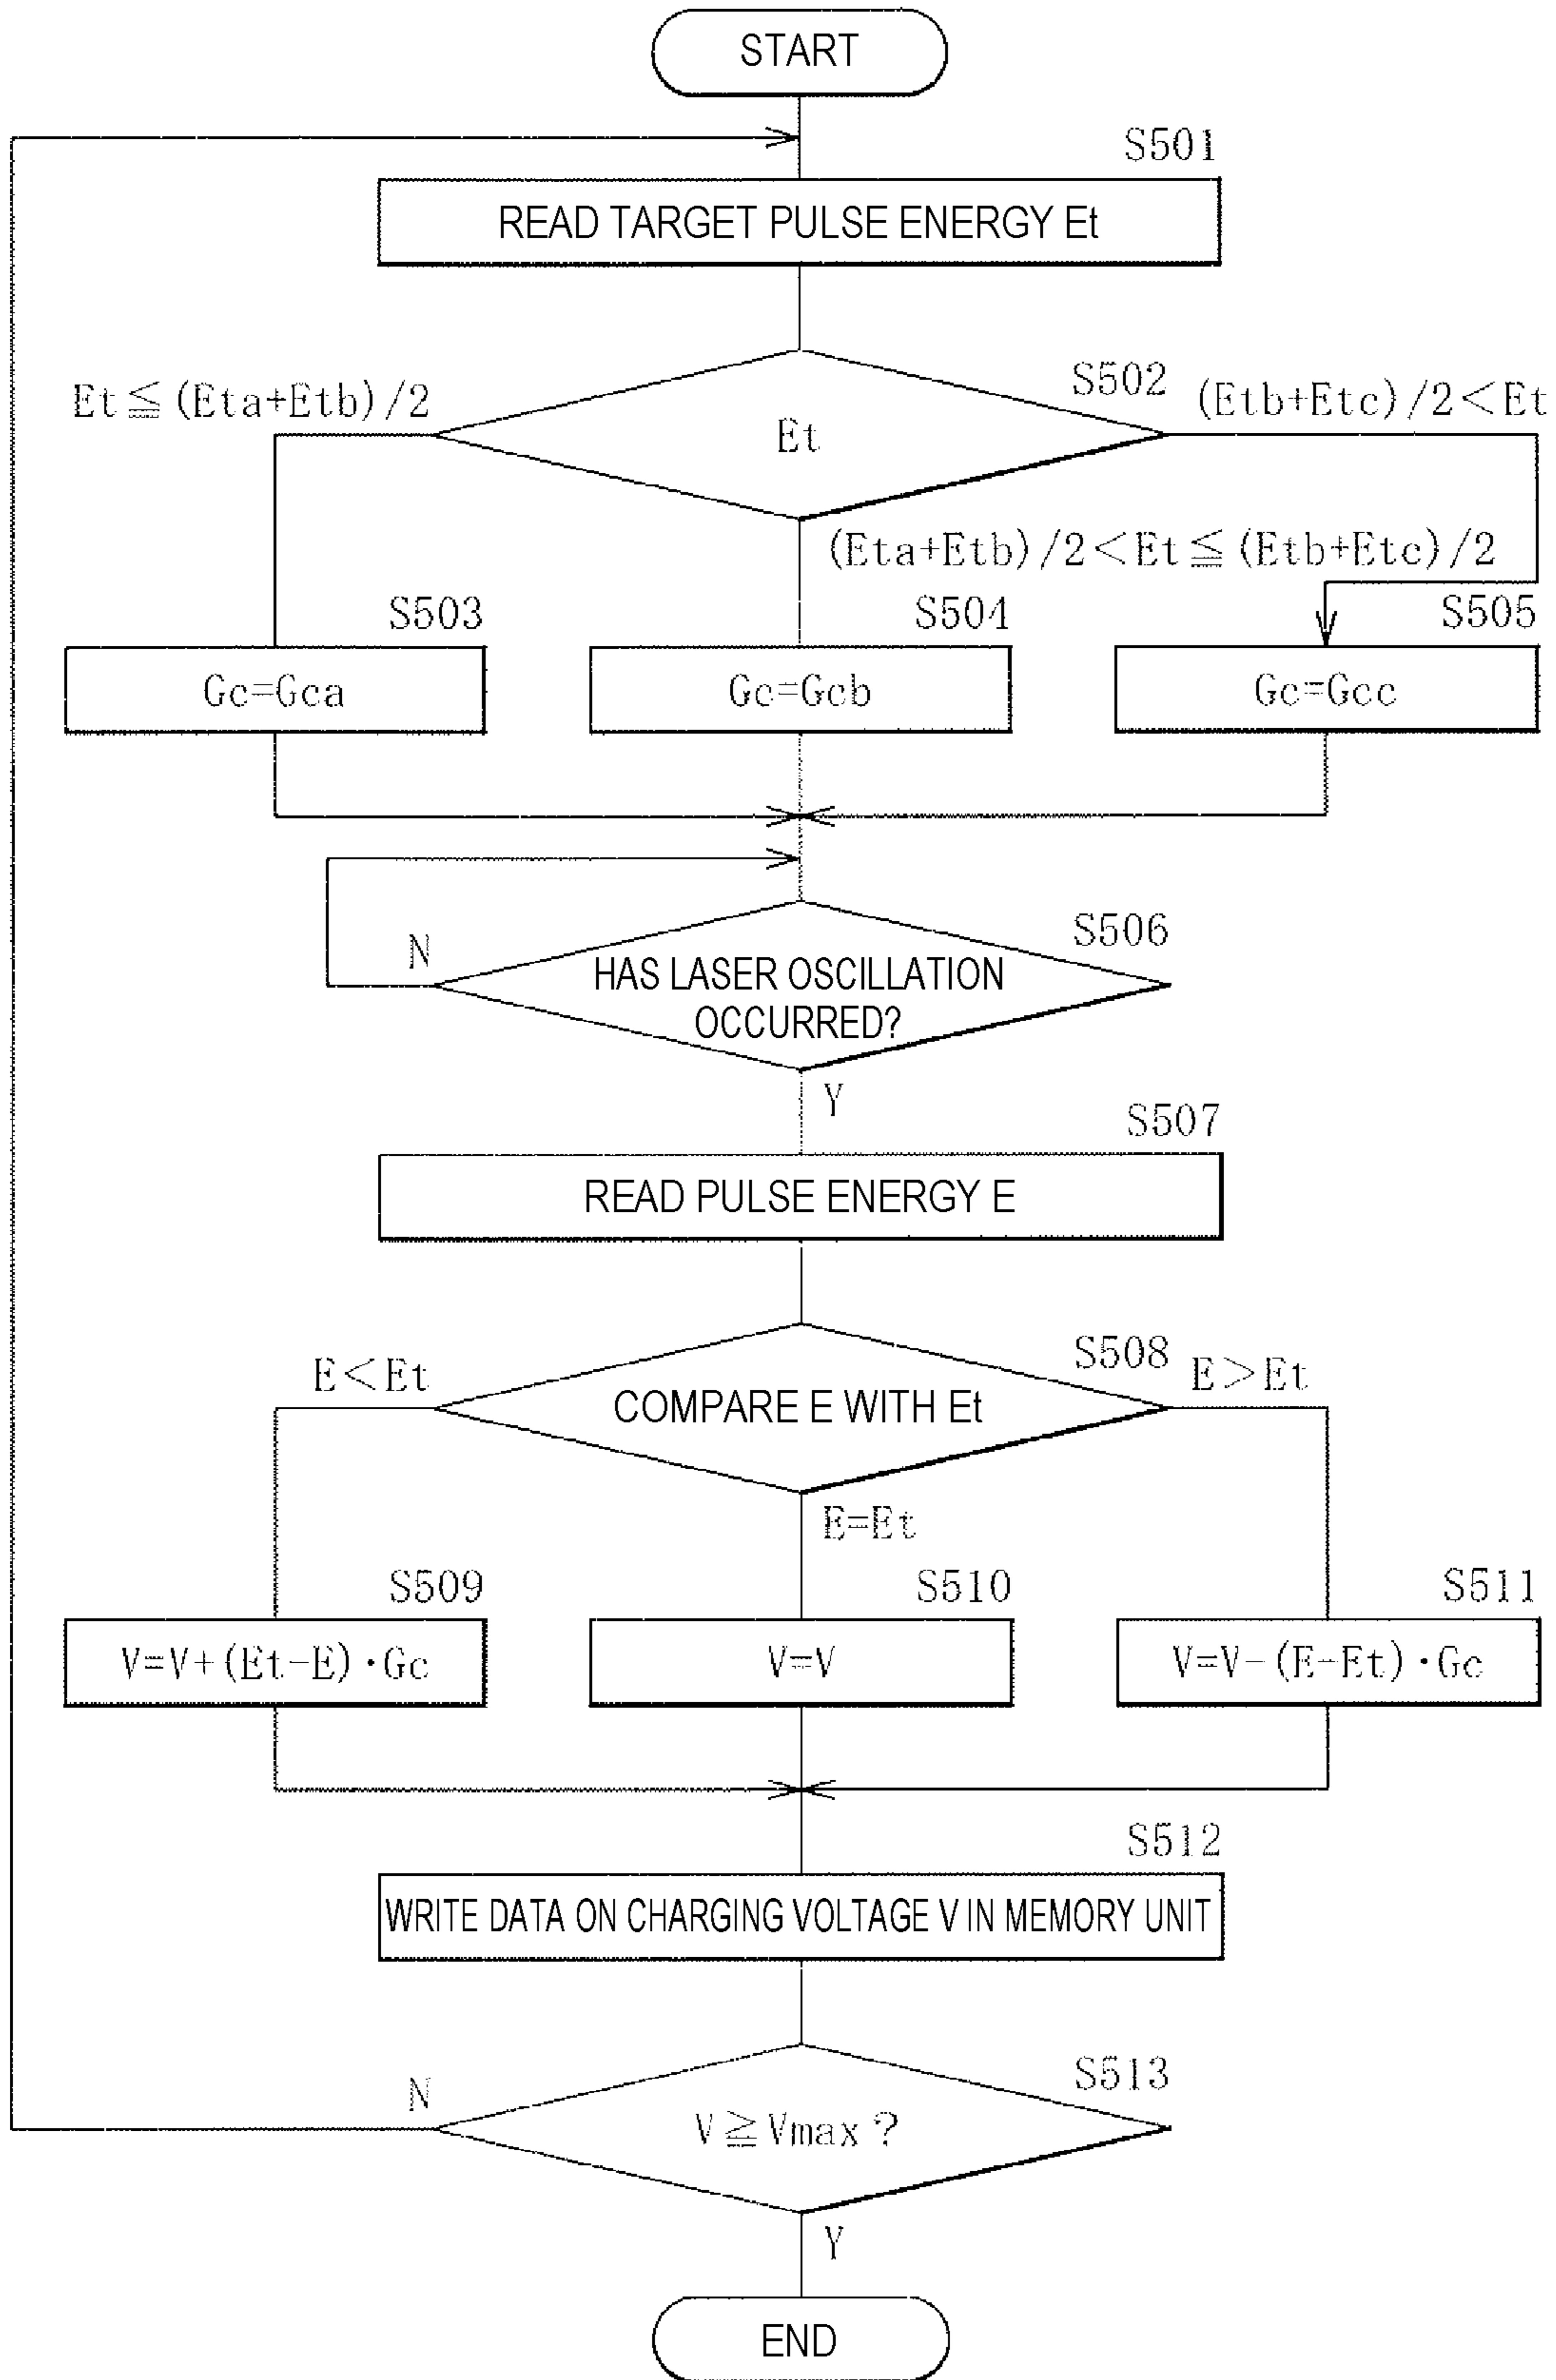 START
S501
READ TARGET PULSE ENERGY Et
Et≦(Eta+Etb)/2
S502
(Etb+Etc)/2<Et
Et
(Eta+Etb)/2<Et≦(Etb+Etc)/2
S503
S504
S505
Gc=Gca
Gc=Gcb
Gc=Gcc
S506
N
HAS LASER OSCILLATION
OCCURRED?
Y
S507
READ PULSE ENERGY E
S508
E<Et
E>Et
COMPARE E WITH Et
E=Et
S509
S510
S511
V=V+(Et-E)·Gc
V=V
V=V-(E-Et)·Gc
S512
WRITE DATA ON CHARGING VOLTAGE V IN MEMORY UNIT
S513
N
V≧Vmax?
Y
END